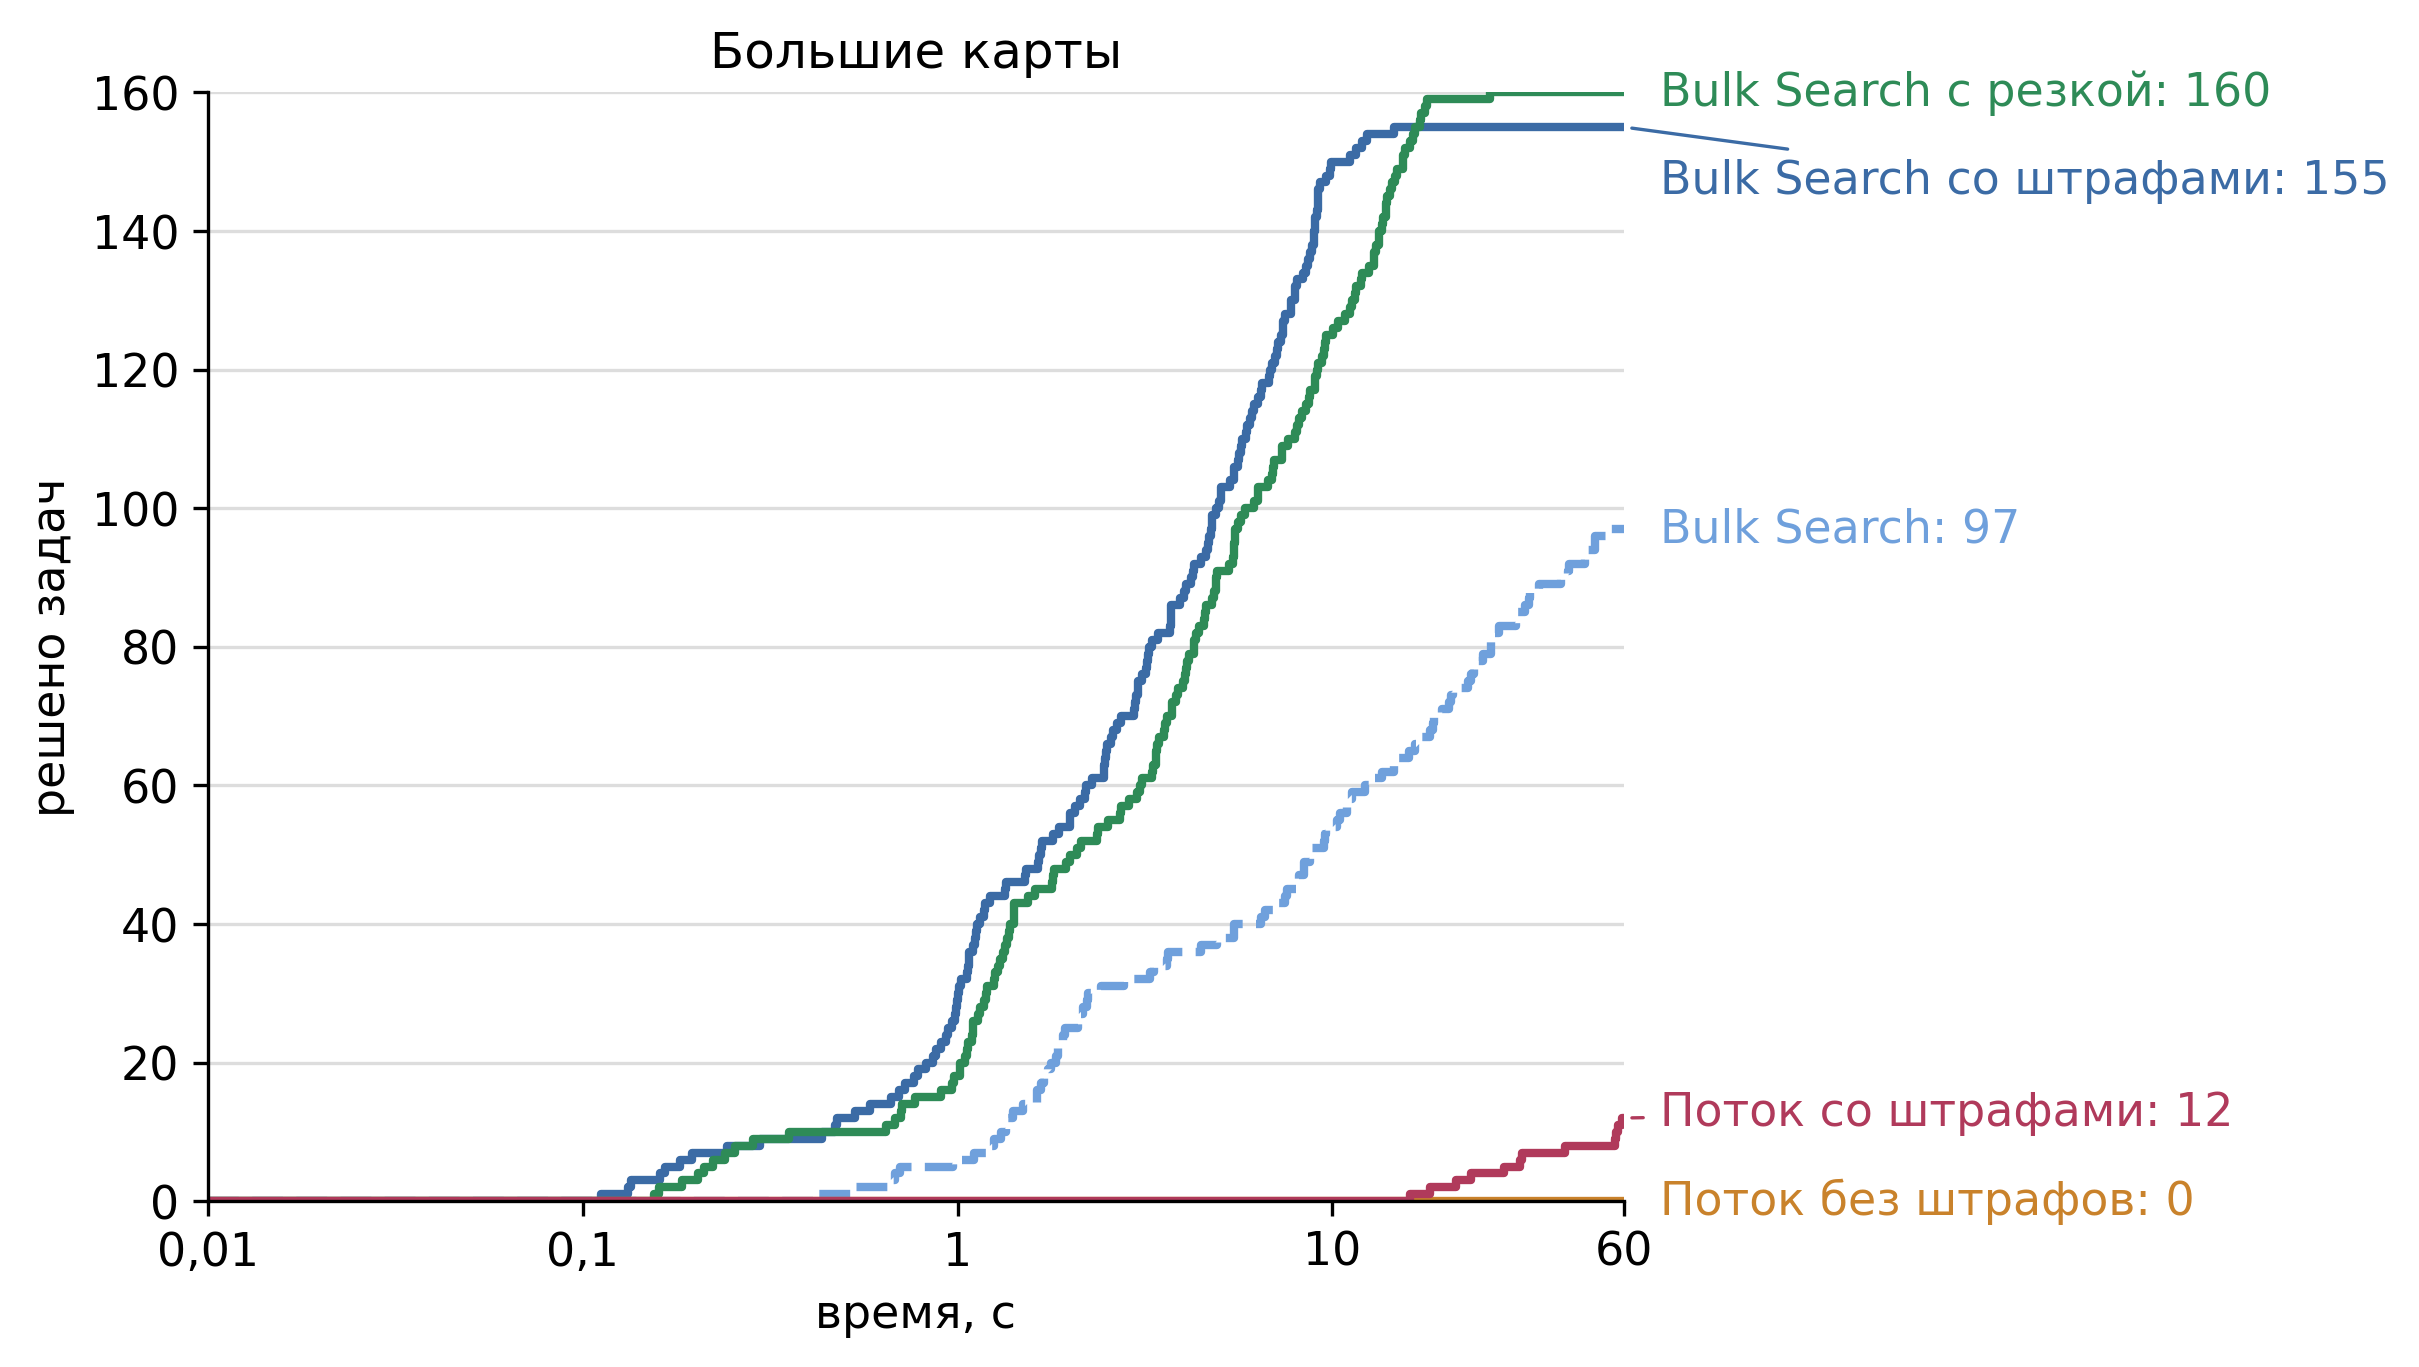 Большие карты
160
140
120
100
80
60
40
20
0
решено задач
0,01
0,1
1
10
60
время, с
Bulk Search с резкой: 160
Bulk Search со штрафами: 155
Bulk Search: 97
Поток со штрафами: 12
Поток без штрафов: 0